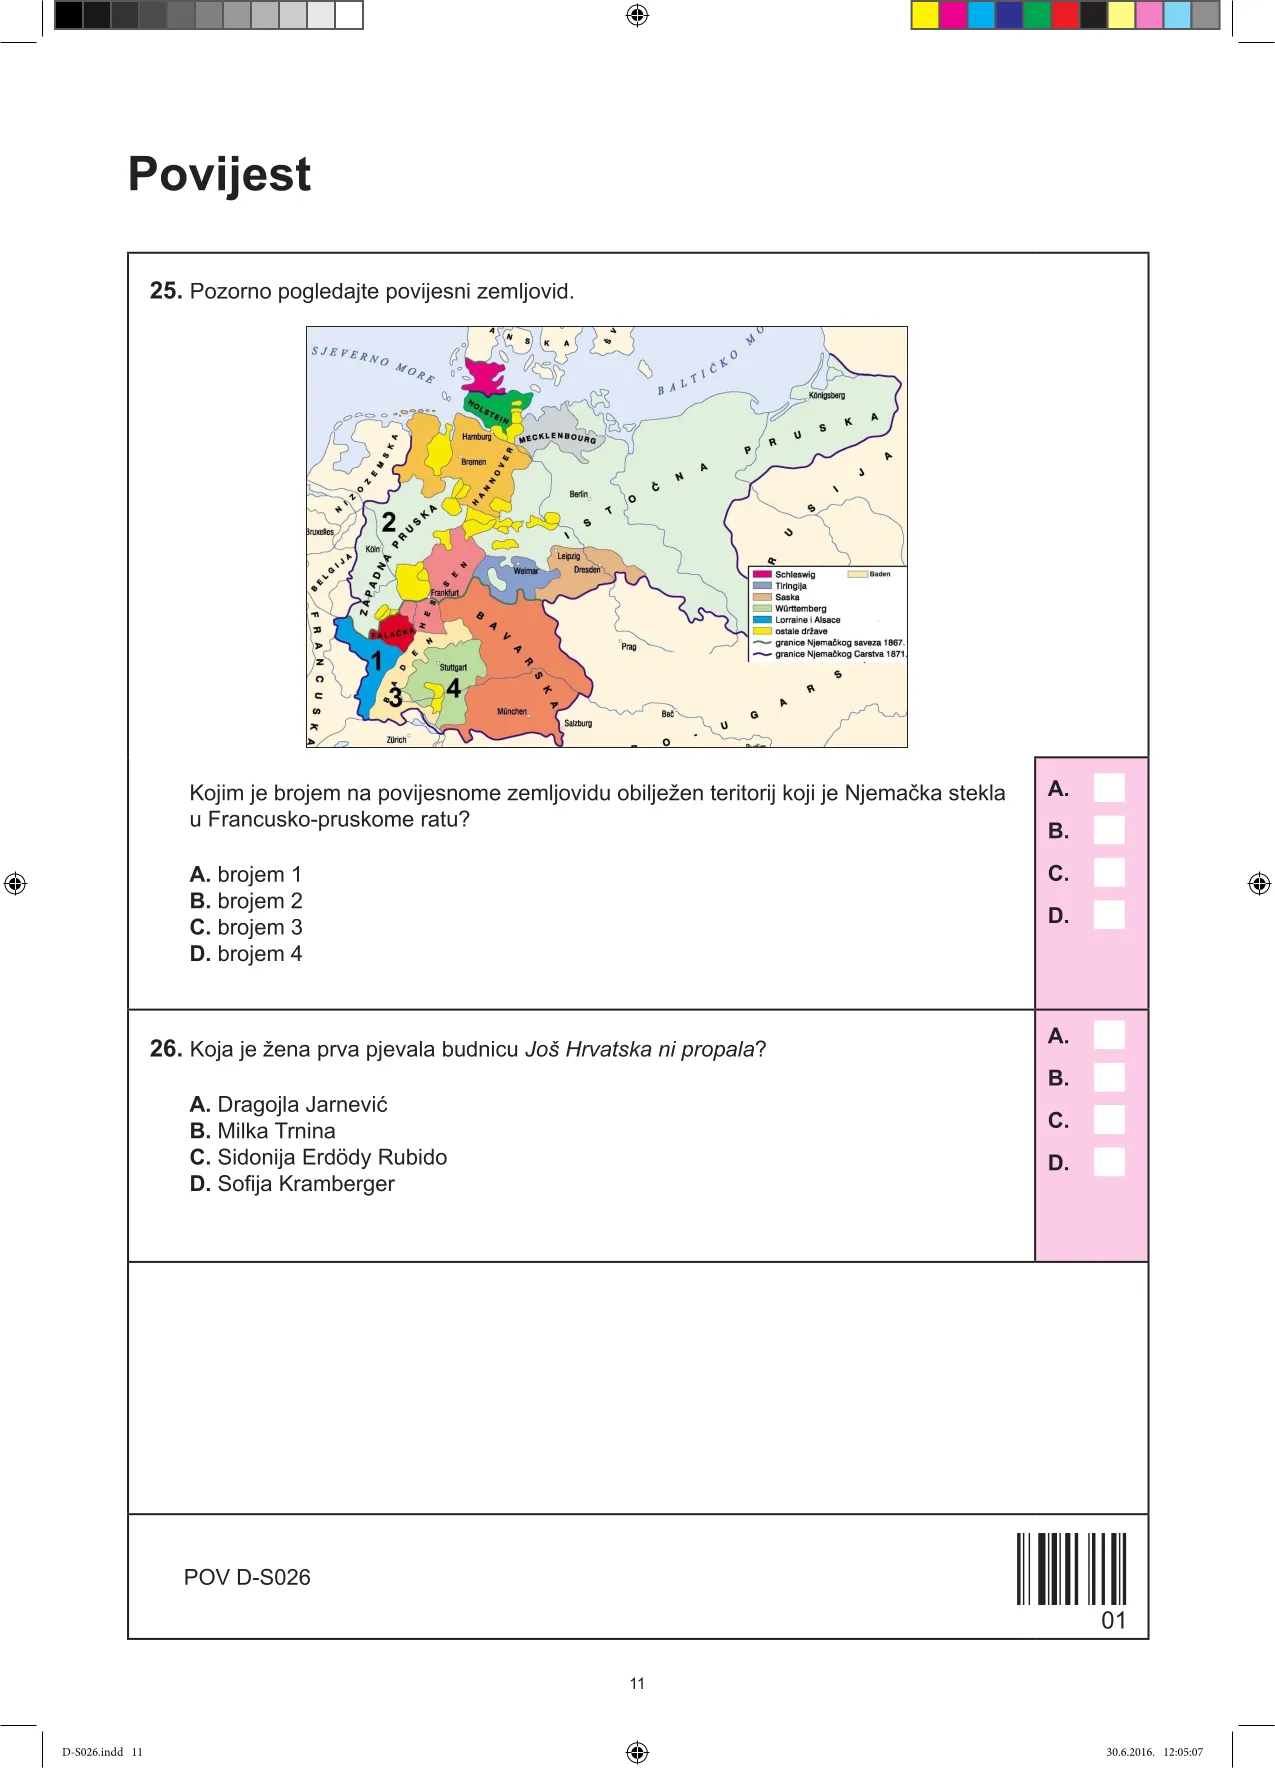 Povijest
25. Pozorno pogledajte povijesni zemljovid.
SJEVERNO MORE
BALTIČKO MO
ANSKA
ŠV
HOLSTEIN
Hamburg
MECKLENBOURG
Königsberg
Bremen
HANNOVER
NIZOZEMSKA
ISTOČNA PRUSKA
RUSIJA
Berlin
2
Bruxelles
Köln
ZAPADNA PRUSKA
BELGIJA
HESSEN
Frankfurt
Weimar
Leipzig
Dresden
RUS
FRANCUSKA
FALAČKA
1
BADEN
3
Stuttgart
4
BAVARSKA
München
Salzburg
Prag
Beč
Zürich
O-UGARS
Schleswig
Baden
Tiringija
Saska
Württemberg
Lorraine i Alsace
ostale države
granice Njemačkog saveza 1867.
granice Njemačkog Carstva 1871.
Kojim je brojem na povijesnome zemljovidu obilježen teritorij koji je Njemačka stekla
u Francusko-pruskome ratu?
A. brojem 1
B. brojem 2
C. brojem 3
D. brojem 4
A.
B.
C.
D.
26. Koja je žena prva pjevala budnicu Još Hrvatska ni propala?
A. Dragojla Jarnević
B. Milka Trnina
C. Sidonija Erdödy Rubido
D. Sofija Kramberger
A.
B.
C.
D.
POV D-S026
01
11
D-S026.indd 11
30.6.2016. 12:05:07